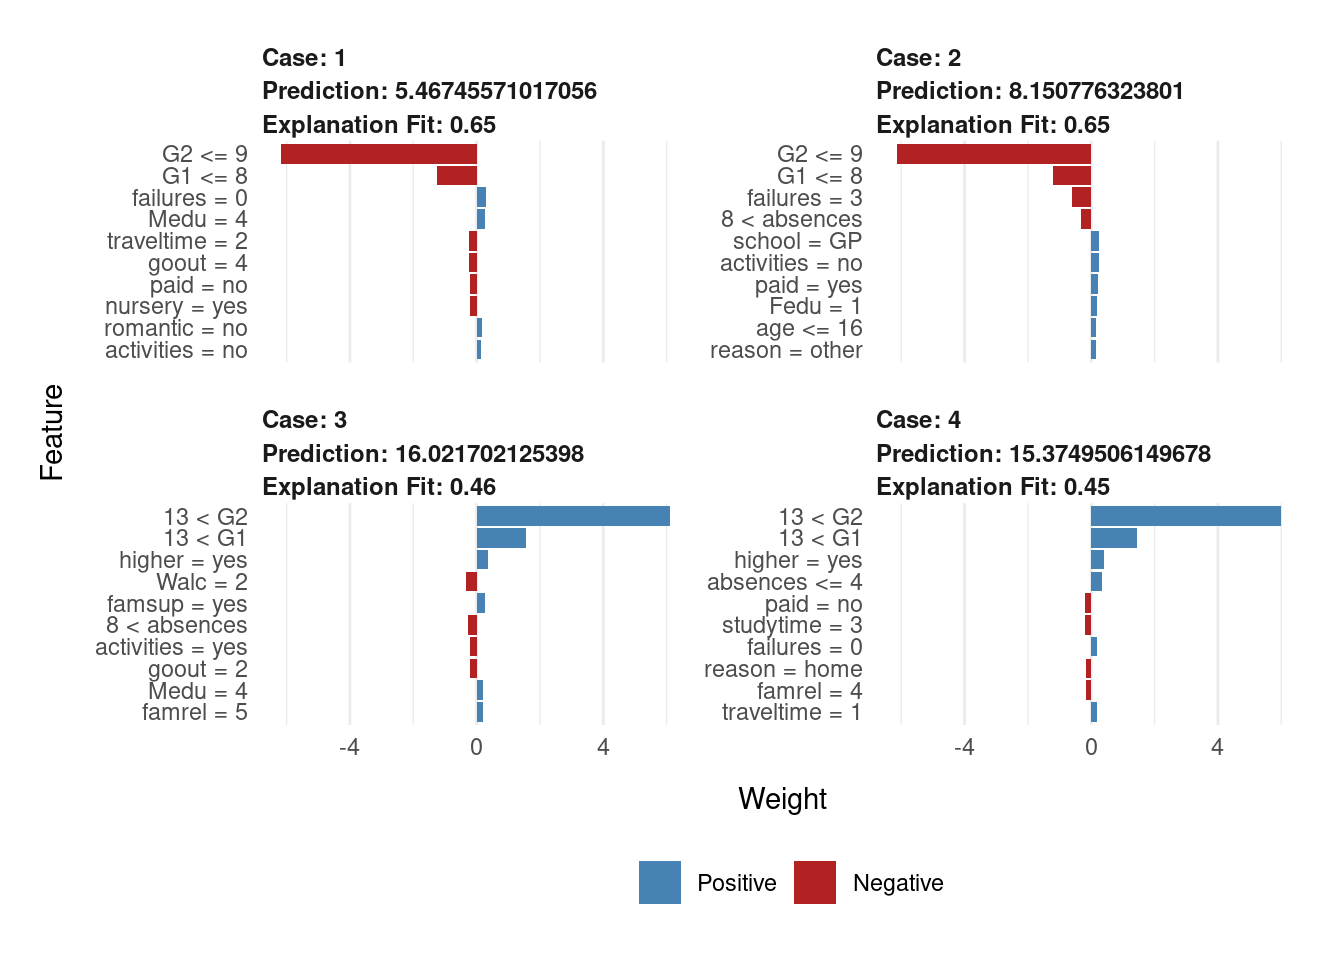 Case: 1
Prediction: 5.46745571017056
Explanation Fit: 0.65
G2 <= 9
G1 <= 8
failures = 0
Medu = 4
traveltime = 2
goout = 4
paid = no
nursery = yes
romantic = no
activities = no
Case: 2
Prediction: 8.150776323801
Explanation Fit: 0.65
G2 <= 9
G1 <= 8
failures = 3
8 < absences
school = GP
activities = no
paid = yes
Fedu = 1
age <= 16
reason = other
Feature
Case: 3
Prediction: 16.021702125398
Explanation Fit: 0.46
13 < G2
13 < G1
higher = yes
Walc = 2
famsup = yes
8 < absences
activities = yes
goout = 2
Medu = 4
famrel = 5
-4 0 4
Case: 4
Prediction: 15.3749506149678
Explanation Fit: 0.45
13 < G2
13 < G1
higher = yes
absences <= 4
paid = no
studytime = 3
failures = 0
reason = home
famrel = 4
traveltime = 1
-4 0 4
Weight
Positive Negative